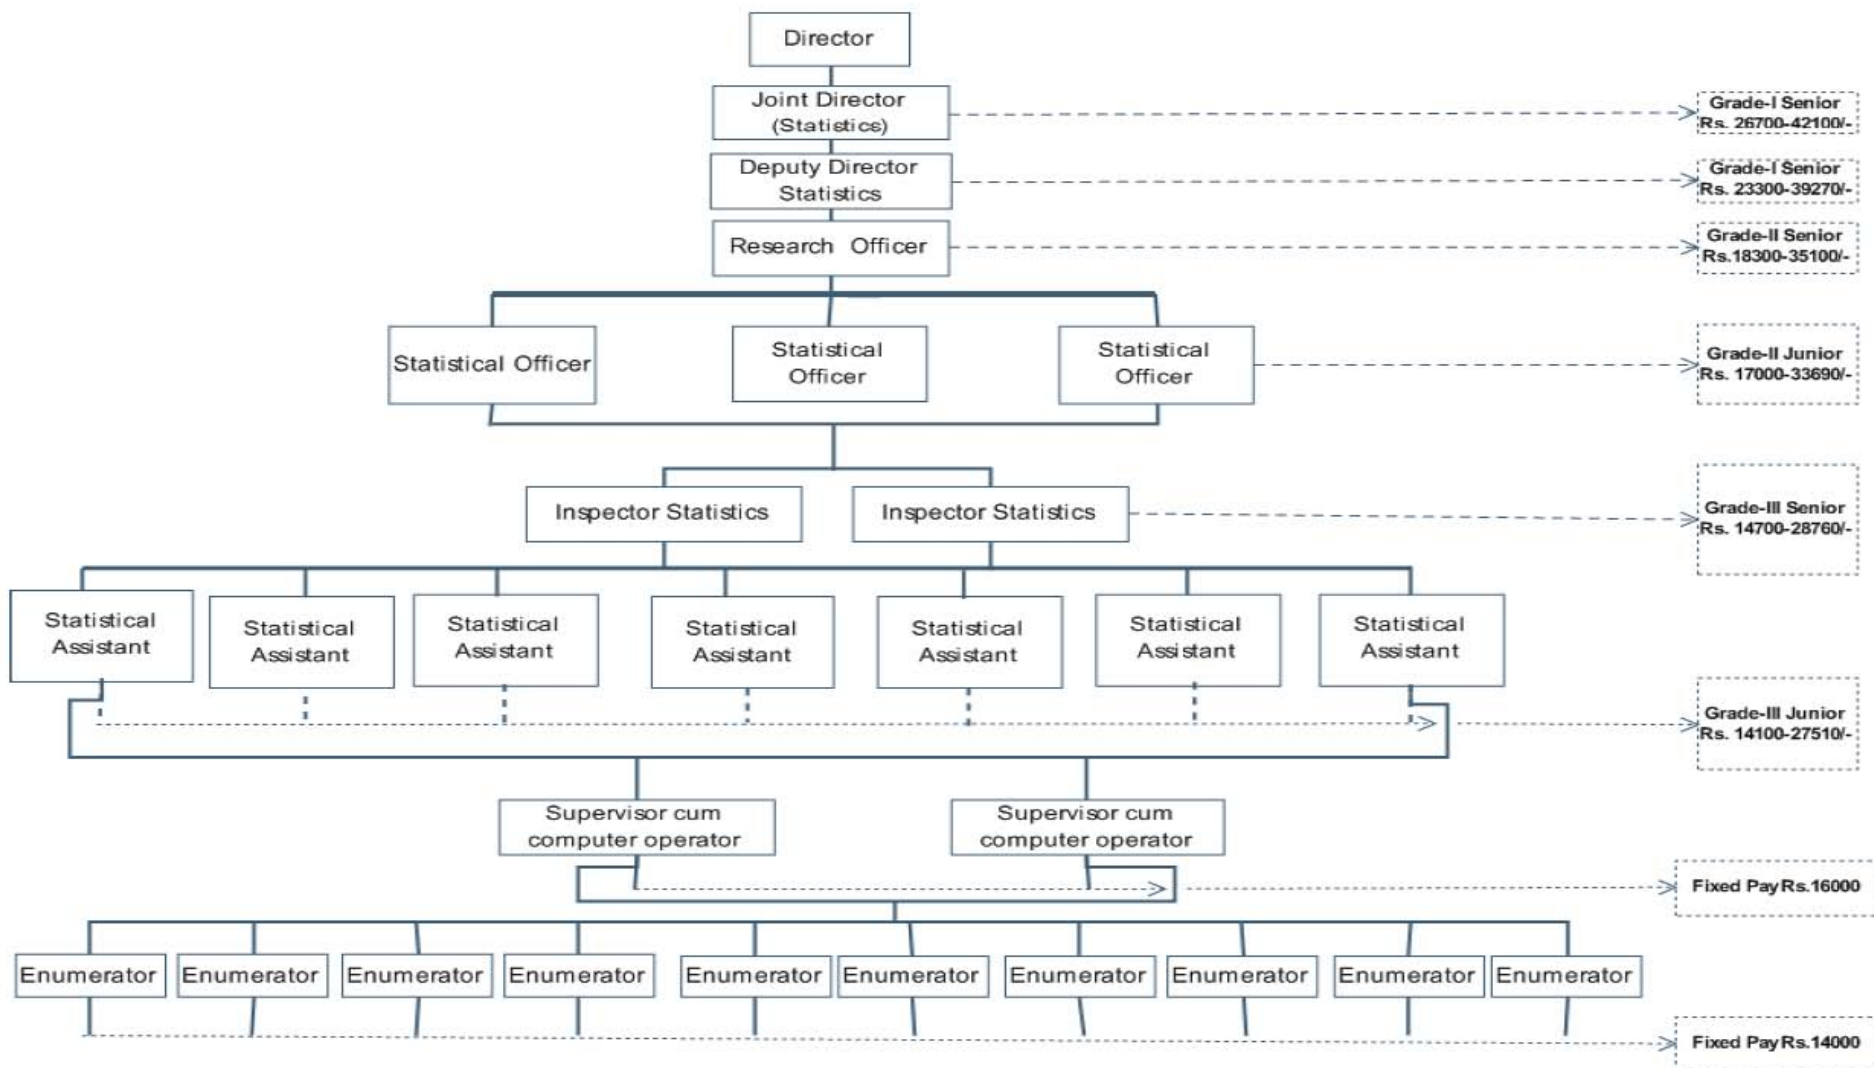 Director
Joint Director
(Statistics)
Grade-I Senior
Rs. 26700-42100/-
Deputy Director
Statistics
Grade-I Senior
Rs. 23300-39270/-
Research Officer
Grade-II Senior
Rs.18300-35100/-
Statistical Officer
Statistical
Officer
Statistical
Officer
Grade-II Junior
Rs. 17000-33690/-
Inspector Statistics
Inspector Statistics
Grade-III Senior
Rs. 14700-28760/-
Statistical
Assistant
Statistical
Assistant
Statistical
Assistant
Statistical
Assistant
Statistical
Assistant
Statistical
Assistant
Statistical
Assistant
Grade-III Junior
Rs. 14100-27510/-
Supervisor cum
computer operator
Supervisor cum
computer operator
Fixed Pay Rs.16000
Enumerator
Enumerator
Enumerator
Enumerator
Enumerator
Enumerator
Enumerator
Enumerator
Enumerator
Enumerator
Fixed Pay Rs.14000